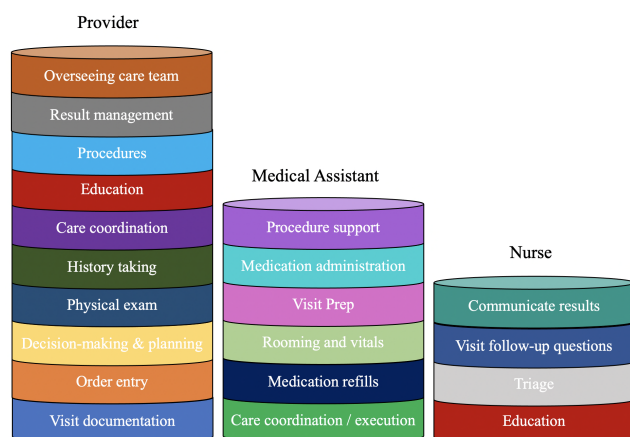 Provider
Overseeing care team
Result management
Procedures
Education
Care coordination
History taking
Physical exam
Decision-making & planning
Order entry
Visit documentation
Medical Assistant
Procedure support
Medication administration
Visit Prep
Rooming and vitals
Medication refills
Care coordination / execution
Nurse
Communicate results
Visit follow-up questions
Triage
Education